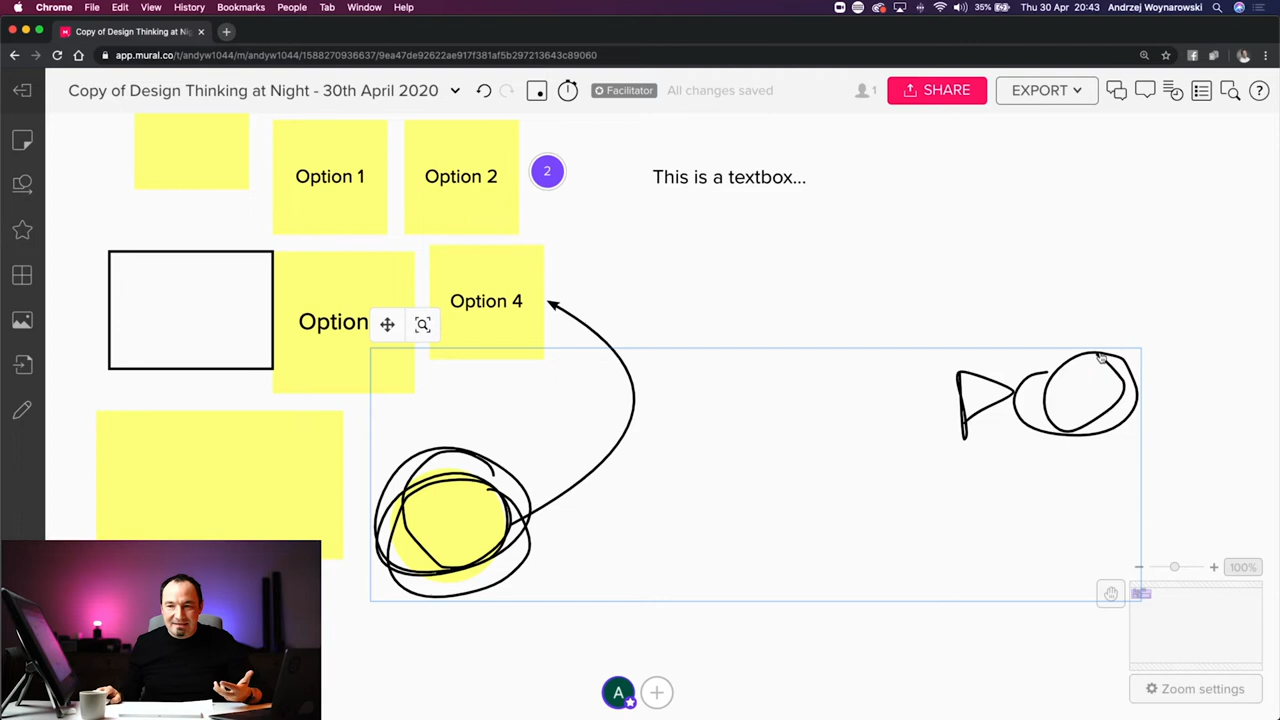 Chrome File Edit View History Bookmarks People Tab Window Help 35% Thu 30 Apr 20:43 Andrzej Woynarowski
Copy of Design Thinking at Nig
app.mural.co/t/andyw1044/m/andyw1044/1588270936637/9ea47de92622ae917f381af5b297213643c89060
Copy of Design Thinking at Night - 30th April 2020 Facilitator All changes saved 1 SHARE EXPORT ?
Option 1 Option 2 2 This is a textbox...
Option Option 4
100%
A
Zoom settings